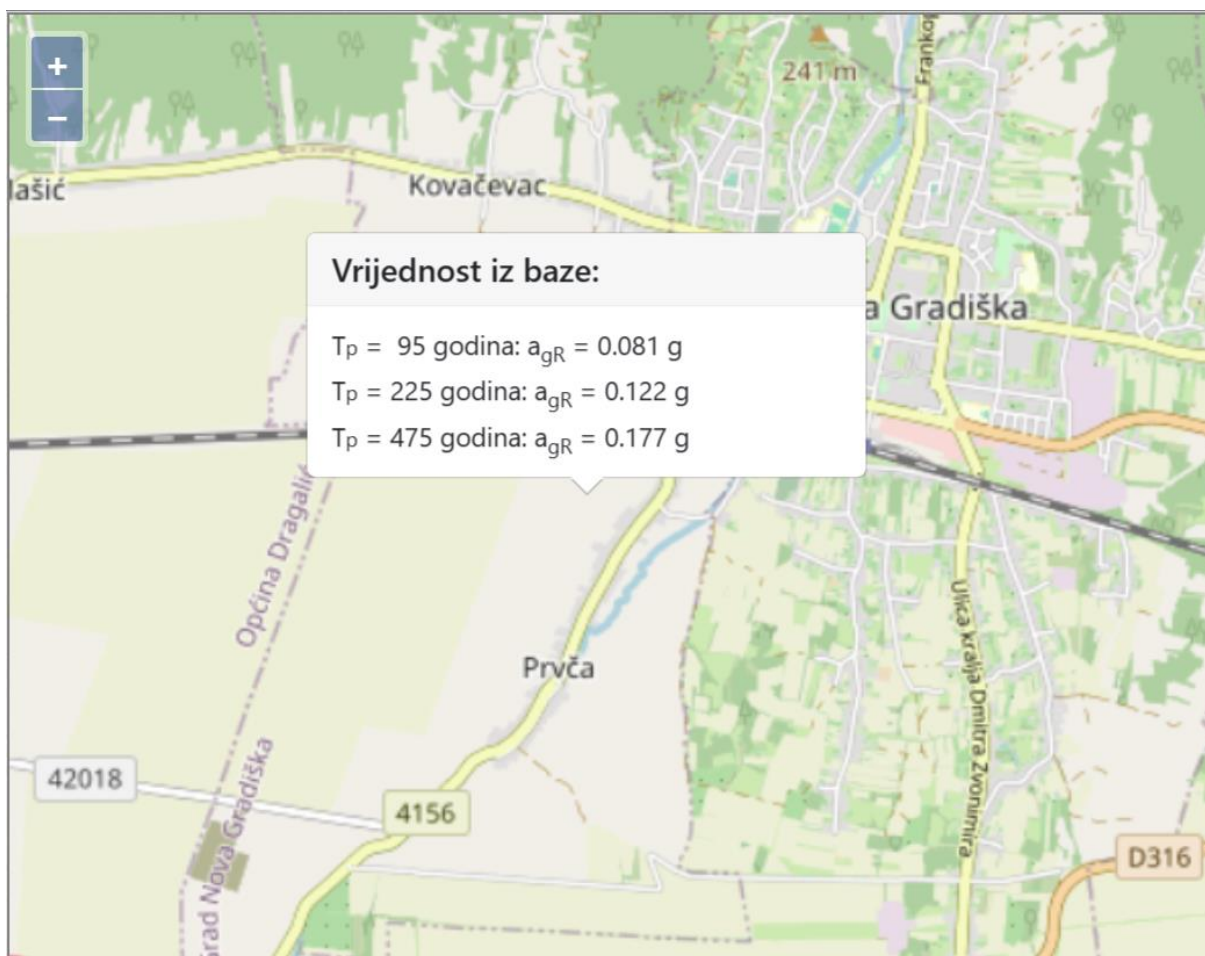 +
−
241 m
Frankop
lašić
Kovačevac
Vrijednost iz baze:
a Gradiška
Tp = 95 godina: agR = 0.081 g
Tp = 225 godina: agR = 0.122 g
Tp = 475 godina: agR = 0.177 g
Općina Dragalić
Prvča
Ulica kralja Dmitra Zvonimira
42018
4156
Grad Nova Gradiška
D316